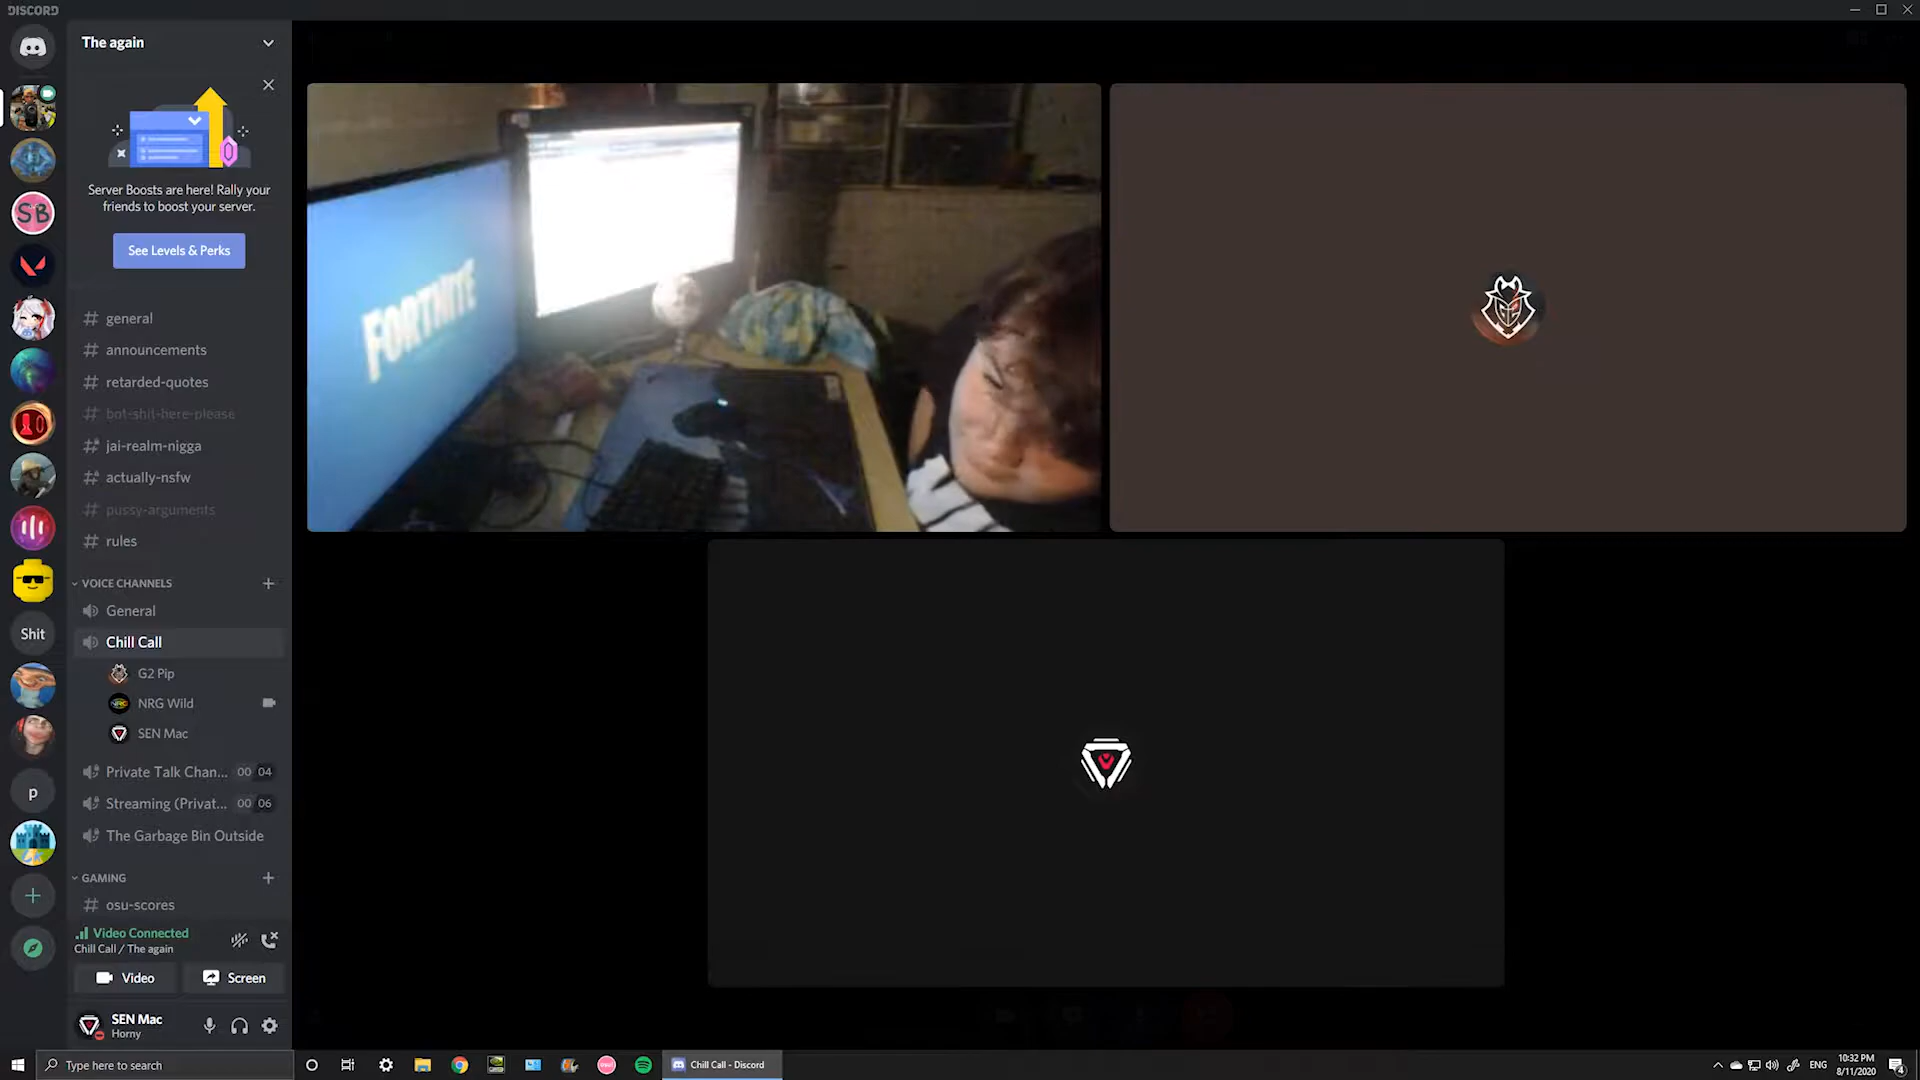 DISCORD
The again
Server Boosts are here! Rally your
friends to boost your server.
See Levels & Perks
SB
general
announcements
retarded-quotes
bot-shit-here-please
jai-realm-nigga
actually-nsfw
pussy-arguments
rules
VOICE CHANNELS
General
Chill Call
G2 Pip
NRG Wild
SEN Mac
Private Talk Chan... 00 04
Streaming (Privat... 00 06
The Garbage Bin Outside
GAMING
osu-scores
Shit
p
Video Connected
Chill Call / The again
Video
Screen
SEN Mac
Horny
FORTNITE
Type here to search
Chill Call - Discord
ENG
10:32 PM
8/11/2020
4